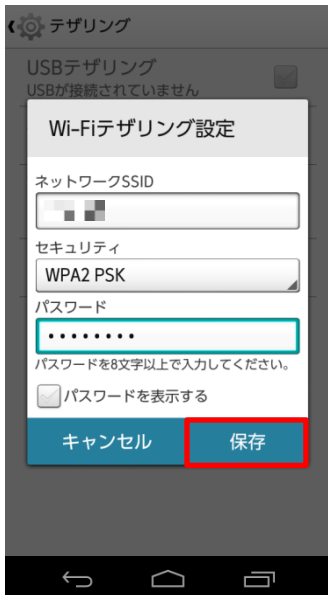 テザリング
USBテザリング
USBが接続されていません
Wi-Fiテザリング設定
ネットワークSSID
セキュリティ
WPA2 PSK
パスワード
••••••••
パスワードを8文字以上で入力してください。
パスワードを表示する
キャンセル
保存